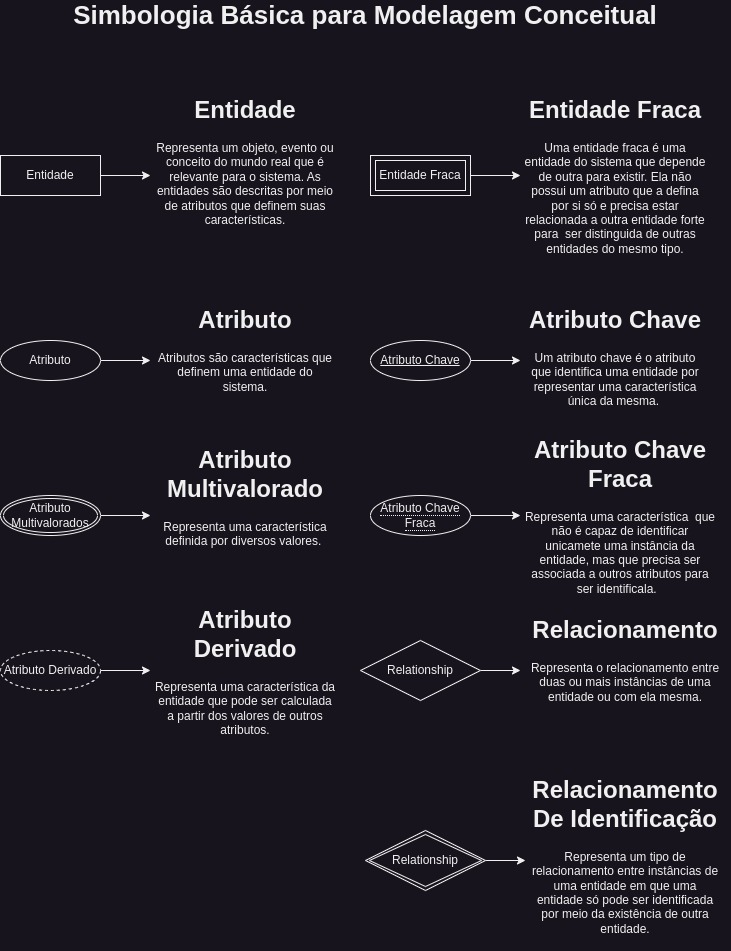 Simbologia Básica para Modelagem Conceitual
Entidade
Entidade
Representa um objeto, evento ou
conceito do mundo real que é
relevante para o sistema. As
entidades são descritas por meio
de atributos que definem suas
características.
Entidade Fraca
Entidade Fraca
Uma entidade fraca é uma
entidade do sistema que depende
de outra para existir. Ela não
possui um atributo que a defina
por si só e precisa estar
relacionada a outra entidade forte
para  ser distinguida de outras
entidades do mesmo tipo.
Atributo
Atributo
Atributos são características que
definem uma entidade do
sistema.
Atributo Chave
Atributo Chave
Um atributo chave é o atributo
que identifica uma entidade por
representar uma característica
única da mesma.
Atributo
Multivalorados
Atributo
Multivalorado
Representa uma característica
definida por diversos valores.
Atributo Chave
Fraca
Atributo Chave
Fraca
Representa uma característica  que
não é capaz de identificar
unicamete uma instância da
entidade, mas que precisa ser
associada a outros atributos para
ser identificala.
Atributo Derivado
Atributo
Derivado
Representa uma característica da
entidade que pode ser calculada
a partir dos valores de outros
atributos.
Relationship
Relacionamento
Representa o relacionamento entre
duas ou mais instâncias de uma
entidade ou com ela mesma.
Relationship
Relacionamento
De Identificação
Representa um tipo de
relacionamento entre instâncias de
uma entidade em que uma
entidade só pode ser identificada
por meio da existência de outra
entidade.